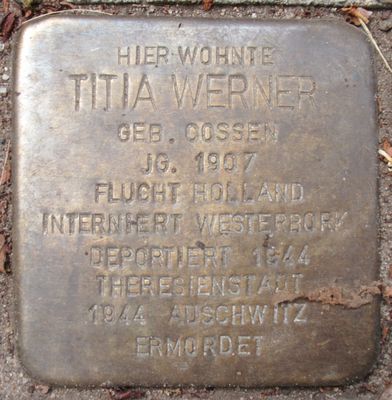 HIER WOHNTE
TITIA WERNER
GEB. COSSEN
JG. 1907
FLUCHT HOLLAND
INTERNIERT WESTERBORK
DEPORTIERT 1944
THERESIENSTADT
1944 AUSCHWITZ
ERMORDET